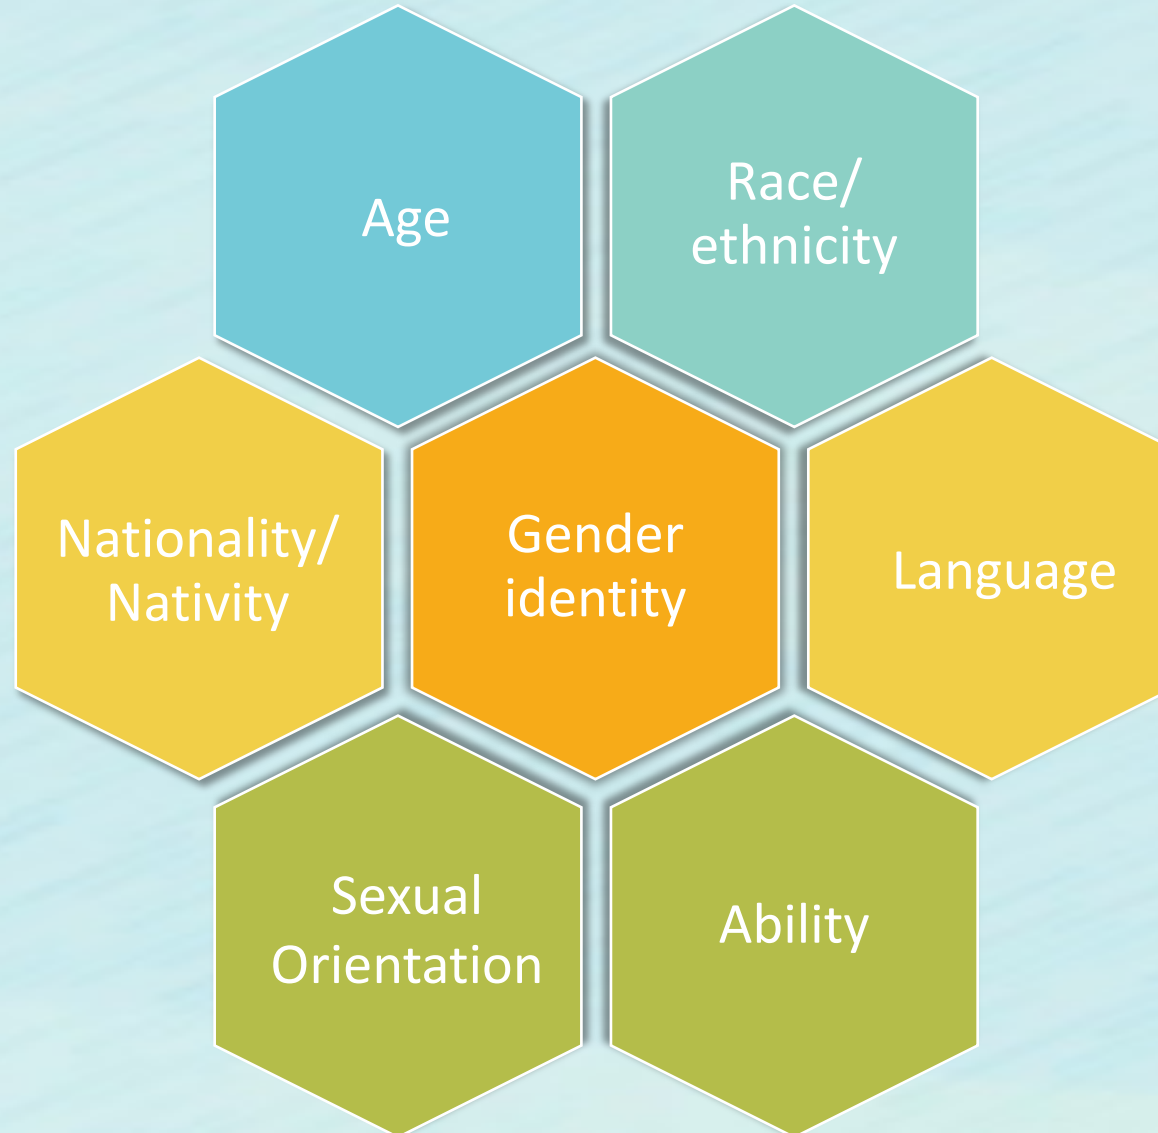 Age
Race/
ethnicity
Nationality/
Nativity
Gender
identity
Language
Sexual
Orientation
Ability